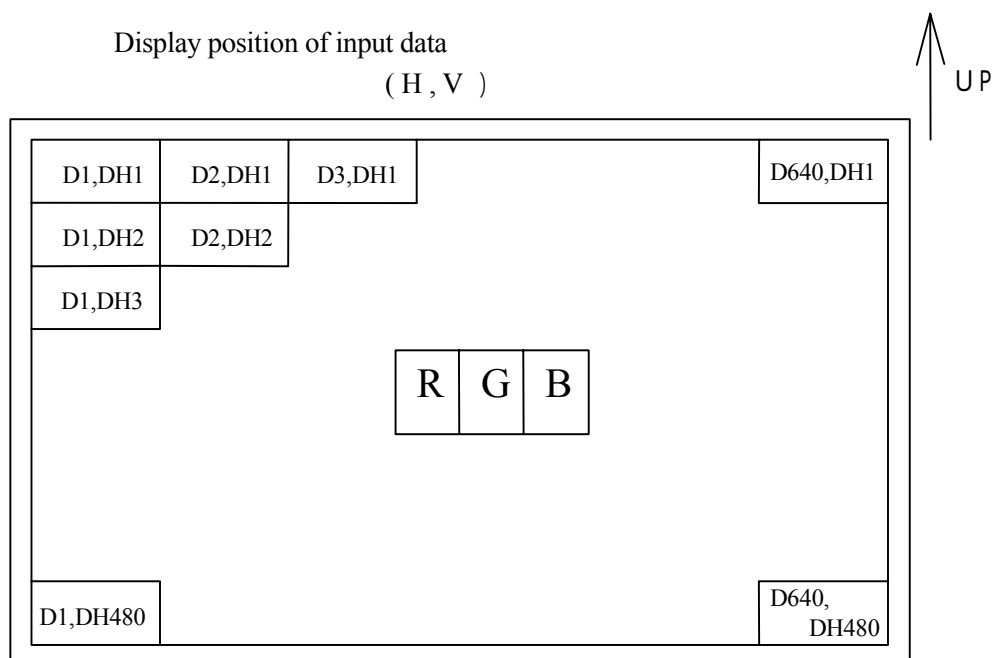 Display position of input data
( H , V )
U P
D1,DH1 D2,DH1 D3,DH1 D640,DH1
D1,DH2 D2,DH2
D1,DH3
R G B
D1,DH480 D640,
DH480